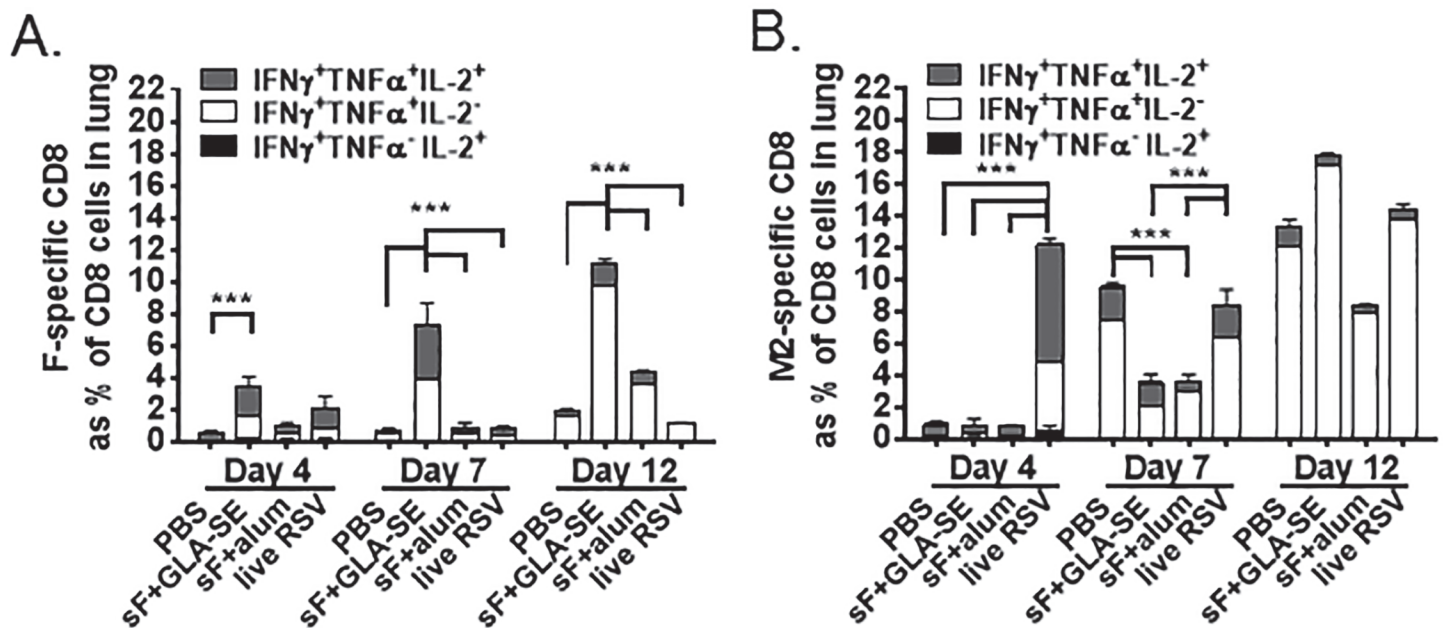 A.
F-specific CD8
as % of CD8 cells in lung
22
20
18
16
14
12
10
8
6
4
2
0
IFNγ⁺TNFα⁺IL-2⁺
IFNγ⁺TNFα⁺IL-2⁻
IFNγ⁺TNFα⁻IL-2⁺
***
***
***
Day 4
Day 7
Day 12
PBS
sF+GLA-SE
sF+alum
live RSV
PBS
sF+GLA-SE
sF+alum
live RSV
PBS
sF+GLA-SE
sF+alum
live RSV
B.
M2-specific CD8
as % of CD8 cells in lung
22
20
18
16
14
12
10
8
6
4
2
0
IFNγ⁺TNFα⁺IL-2⁺
IFNγ⁺TNFα⁺IL-2⁻
IFNγ⁺TNFα⁻IL-2⁺
***
***
***
Day 4
Day 7
Day 12
PBS
sF+GLA-SE
sF+alum
live RSV
PBS
sF+GLA-SE
sF+alum
live RSV
PBS
sF+GLA-SE
sF+alum
live RSV